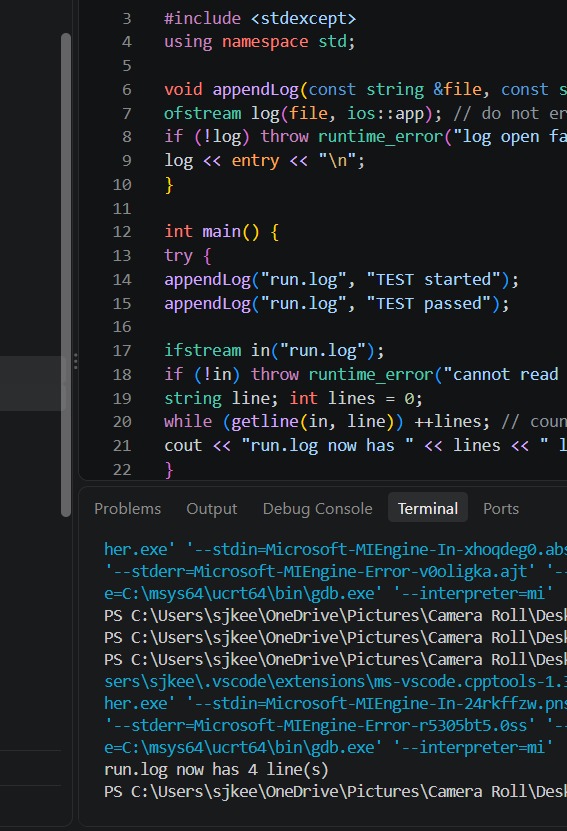 3 #include <stdexcept>
4 using namespace std;
5
6 void appendLog(const string &file, const s
7 ofstream log(file, ios::app); // do not er
8 if (!log) throw runtime_error("log open fa
9 log << entry << "\n";
10 }
11
12 int main() {
13 try {
14 appendLog("run.log", "TEST started");
15 appendLog("run.log", "TEST passed");
16
17 ifstream in("run.log");
18 if (!in) throw runtime_error("cannot read
19 string line; int lines = 0;
20 while (getline(in, line)) ++lines; // coun
21 cout << "run.log now has " << lines << " l
22 }
Problems Output Debug Console Terminal Ports
her.exe' '--stdin=Microsoft-MIEngine-In-xhoqdeg0.abs
'--stderr=Microsoft-MIEngine-Error-v0oligka.ajt' '--
e=C:\msys64\ucrt64\bin\gdb.exe' '--interpreter=mi'
PS C:\Users\sjkee\OneDrive\Pictures\Camera Roll\Desk
PS C:\Users\sjkee\OneDrive\Pictures\Camera Roll\Desk
PS C:\Users\sjkee\OneDrive\Pictures\Camera Roll\Desk
sers\sjkee\.vscode\extensions\ms-vscode.cpptools-1.3
her.exe' '--stdin=Microsoft-MIEngine-In-24rkffzw.pns
'--stderr=Microsoft-MIEngine-Error-r5305bt5.0ss' '--
e=C:\msys64\ucrt64\bin\gdb.exe' '--interpreter=mi'
run.log now has 4 line(s)
PS C:\Users\sjkee\OneDrive\Pictures\Camera Roll\Desk